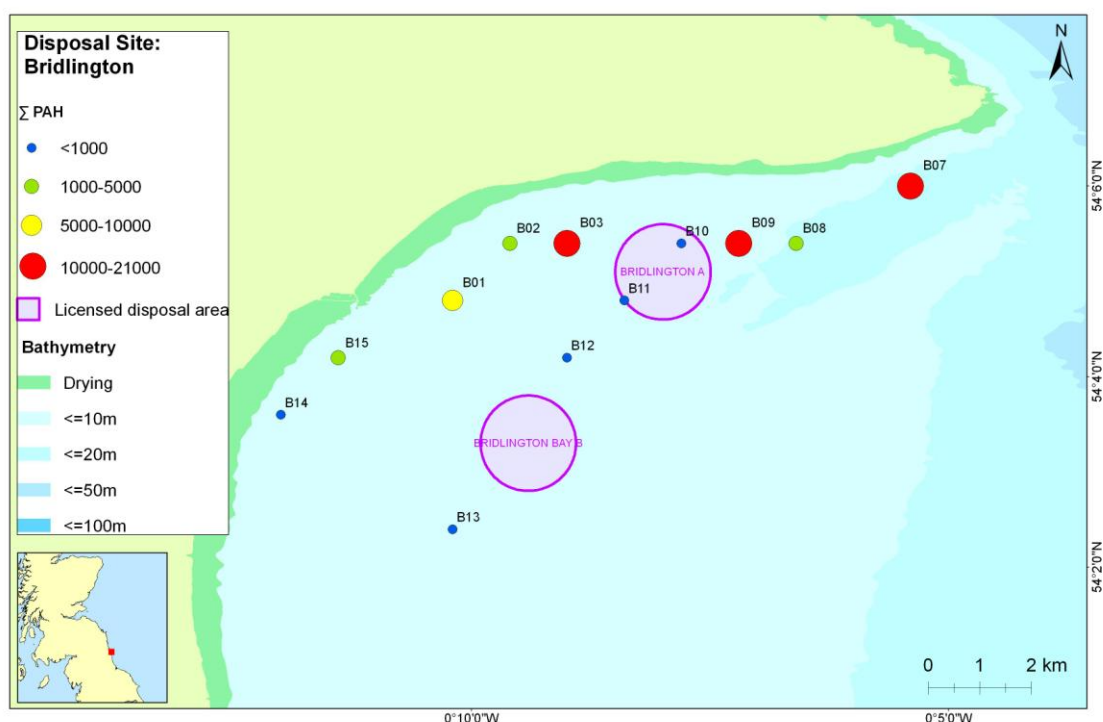 Disposal Site:
Bridlington
∑ PAH
<1000
1000-5000
5000-10000
10000-21000
Licensed disposal area
Bathymetry
Drying
<=10m
<=20m
<=50m
<=100m
N
B07
B02
B03
B10
B09
B08
BRIDLINGTON A
B01
B11
B15
B12
B14
BRIDLINGTON BAY B
B13
54°6'0"N
54°4'0"N
54°2'0"N
0 1 2 km
0°10'0"W
0°5'0"W